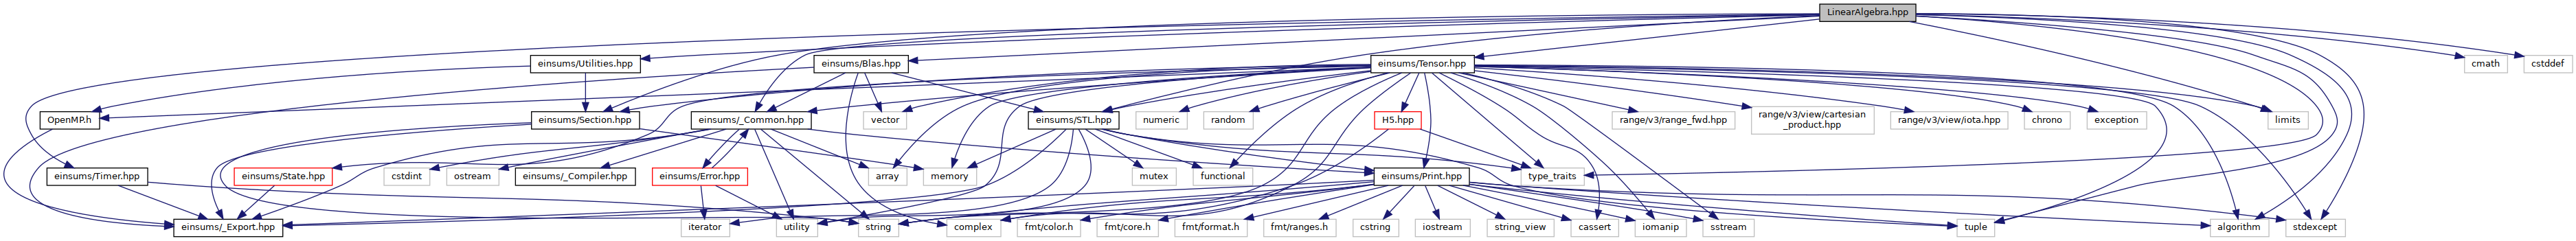 LinearAlgebra.hpp
einsums/Utilities.hpp
einsums/Blas.hpp
einsums/Tensor.hpp
cmath
cstddef
OpenMP.h
einsums/Section.hpp
einsums/_Common.hpp
vector
einsums/STL.hpp
numeric
random
H5.hpp
range/v3/range_fwd.hpp
range/v3/view/cartesian
_product.hpp
range/v3/view/iota.hpp
chrono
exception
limits
einsums/Timer.hpp
einsums/State.hpp
cstdint
ostream
einsums/_Compiler.hpp
einsums/Error.hpp
array
memory
mutex
functional
einsums/Print.hpp
type_traits
einsums/_Export.hpp
iterator
utility
string
complex
fmt/color.h
fmt/core.h
fmt/format.h
fmt/ranges.h
cstring
iostream
string_view
cassert
iomanip
sstream
tuple
algorithm
stdexcept